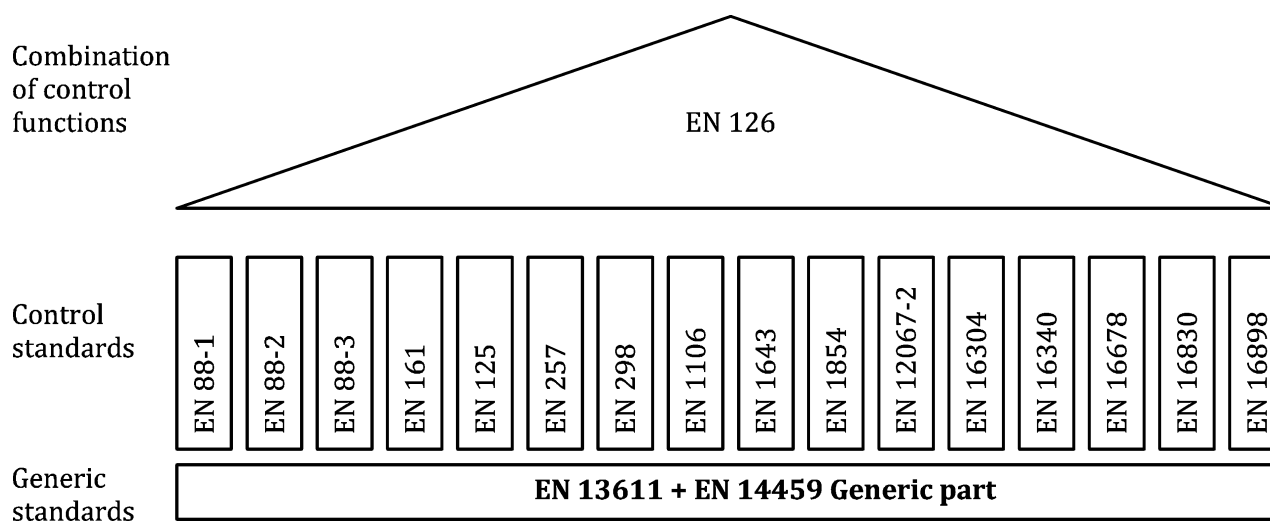 Combination
of control
functions
EN 126
Control
standards
EN 88-1
EN 88-2
EN 88-3
EN 161
EN 125
EN 257
EN 298
EN 1106
EN 1643
EN 1854
EN 12067-2
EN 16304
EN 16340
EN 16678
EN 16830
EN 16898
Generic
standards
EN 13611 + EN 14459 Generic part